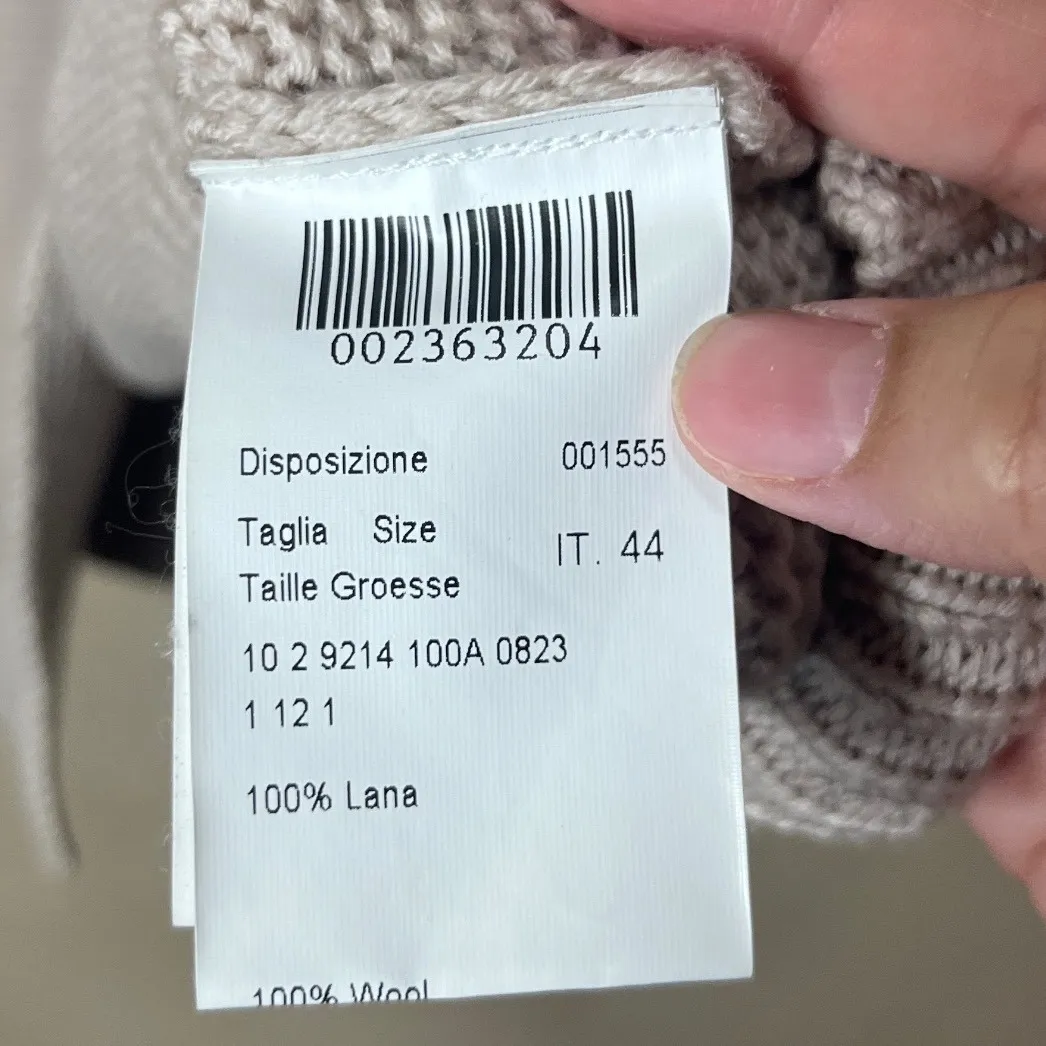 002363204
Disposizione 001555
Taglia Size IT. 44
Taille Groesse
10 2 9214 100A 0823
1 12 1
100% Lana
100% Wool